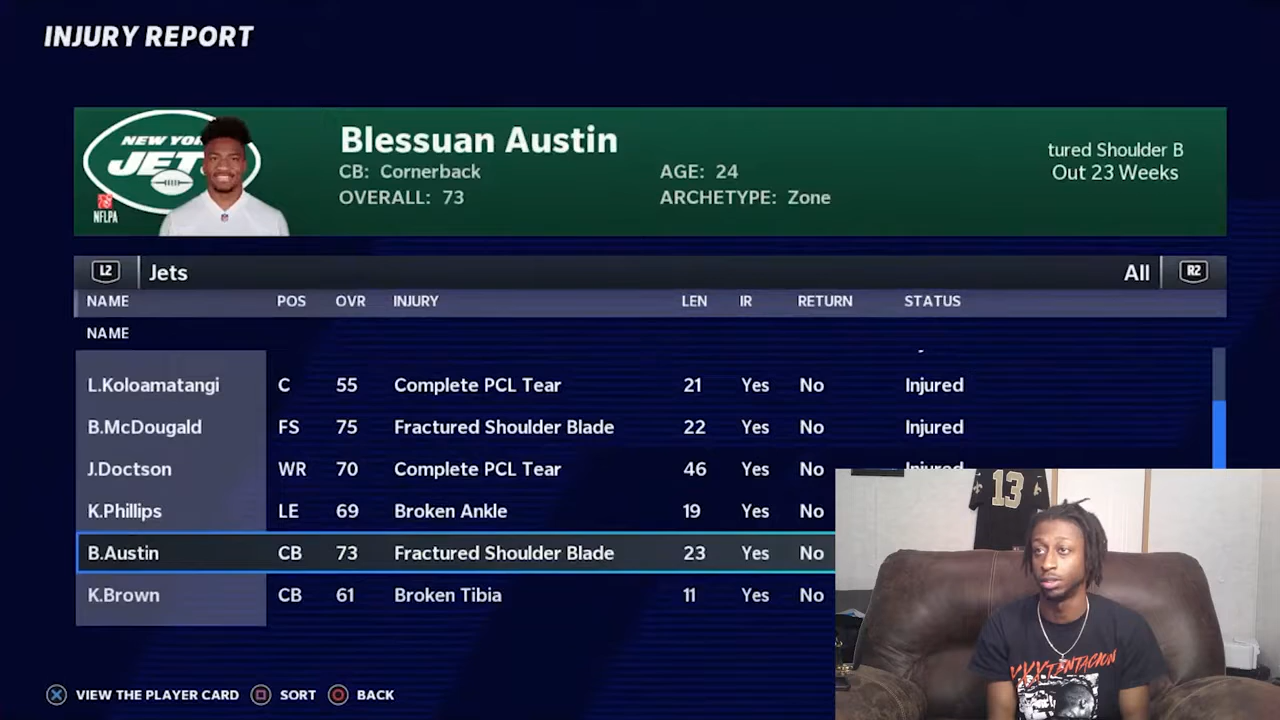 INJURY REPORT
NEW YO
JETS
NFLPA
Blessuan Austin
CB: Cornerback
OVERALL: 73
AGE: 24
ARCHETYPE: Zone
tured Shoulder B
Out 23 Weeks
L2 Jets All R2
NAME POS OVR INJURY LEN IR RETURN STATUS
NAME
L.Koloamatangi C 55 Complete PCL Tear 21 Yes No Injured
B.McDougald FS 75 Fractured Shoulder Blade 22 Yes No Injured
J.Doctson WR 70 Complete PCL Tear 46 Yes No Injured
K.Phillips LE 69 Broken Ankle 19 Yes No
B.Austin CB 73 Fractured Shoulder Blade 23 Yes No
K.Brown CB 61 Broken Tibia 11 Yes No
13
XXXTENTACION
VIEW THE PLAYER CARD SORT BACK